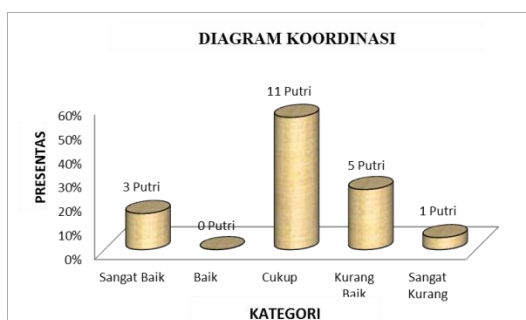 DIAGRAM KOORDINASI
11 Putri
60%
50%
40%
30%
20%
10%
0%
PRESENTAS
3 Putri
0 Putri
5 Putri
1 Putri
Sangat Baik
Baik
Cukup
Kurang
Baik
Sangat
Kurang
KATEGORI